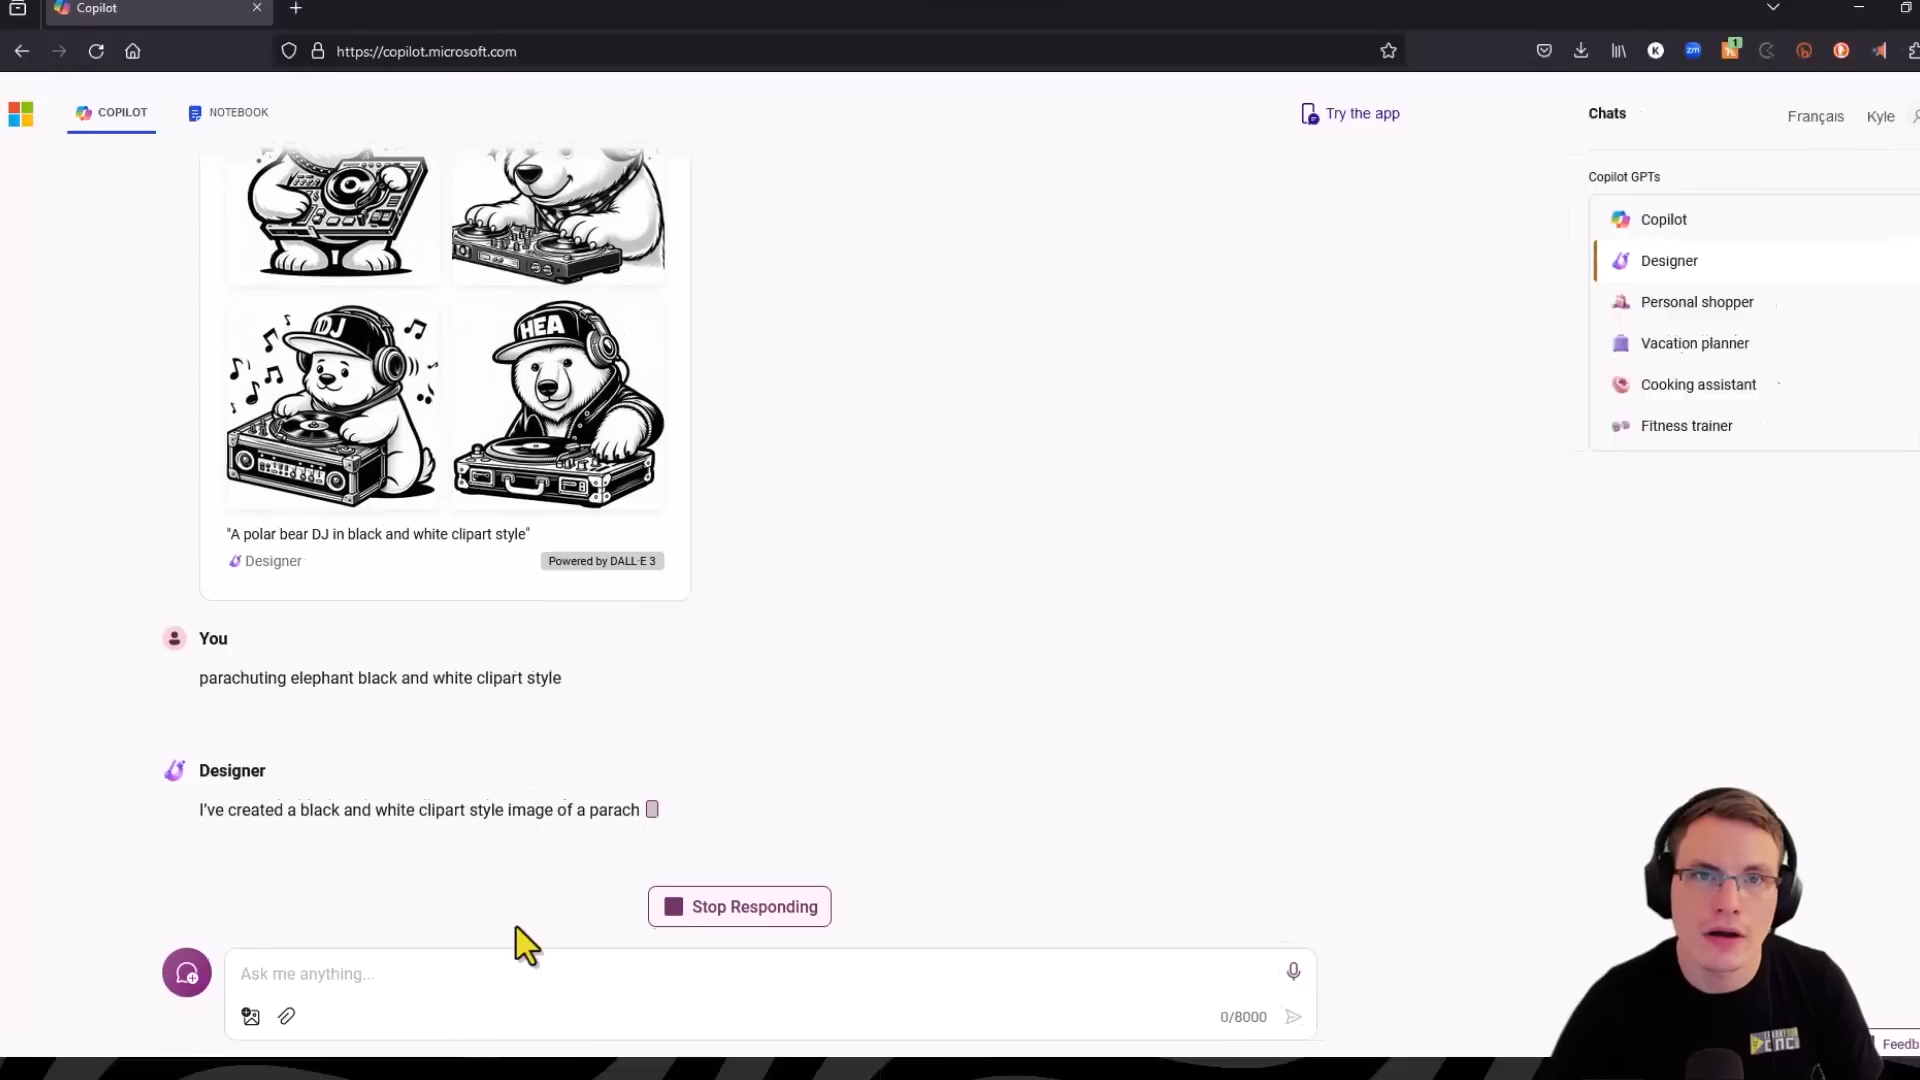 Copilot
https://copilot.microsoft.com
1
zm
K
COPILOT
NOTEBOOK
Try the app
Chats
Français
Kyle
Copilot GPTs
Copilot
Designer
Personal shopper
Vacation planner
Cooking assistant
Fitness trainer
DJ
HEA
"A polar bear DJ in black and white clipart style"
Designer
Powered by DALL·E 3
You
parachuting elephant black and white clipart style
Designer
I've created a black and white clipart style image of a parach
Stop Responding
Ask me anything...
0/8000
Feedb